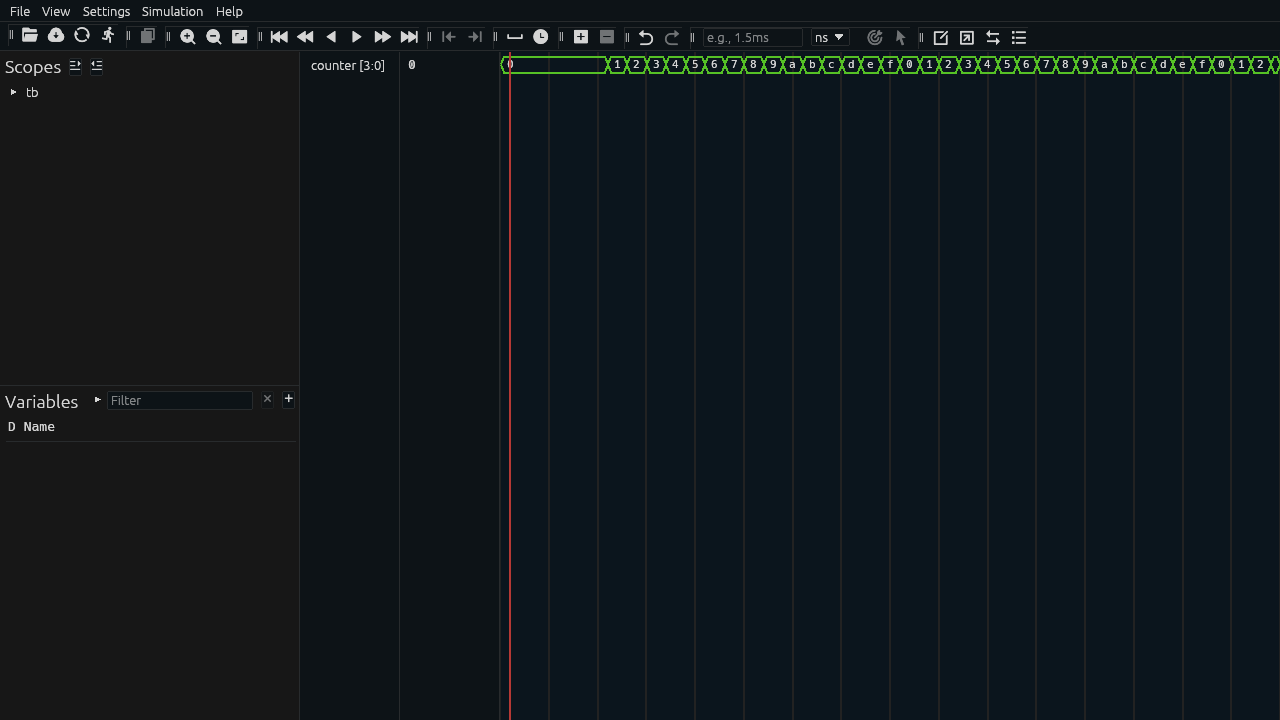 File View Settings Simulation Help
e.g., 1.5ms ns
Scopes
tb
counter [3:0] 0 0 1 2 3 4 5 6 7 8 9 a b c d e f 0 1 2 3 4 5 6 7 8 9 a b c d e f 0 1 2
Variables Filter
D Name